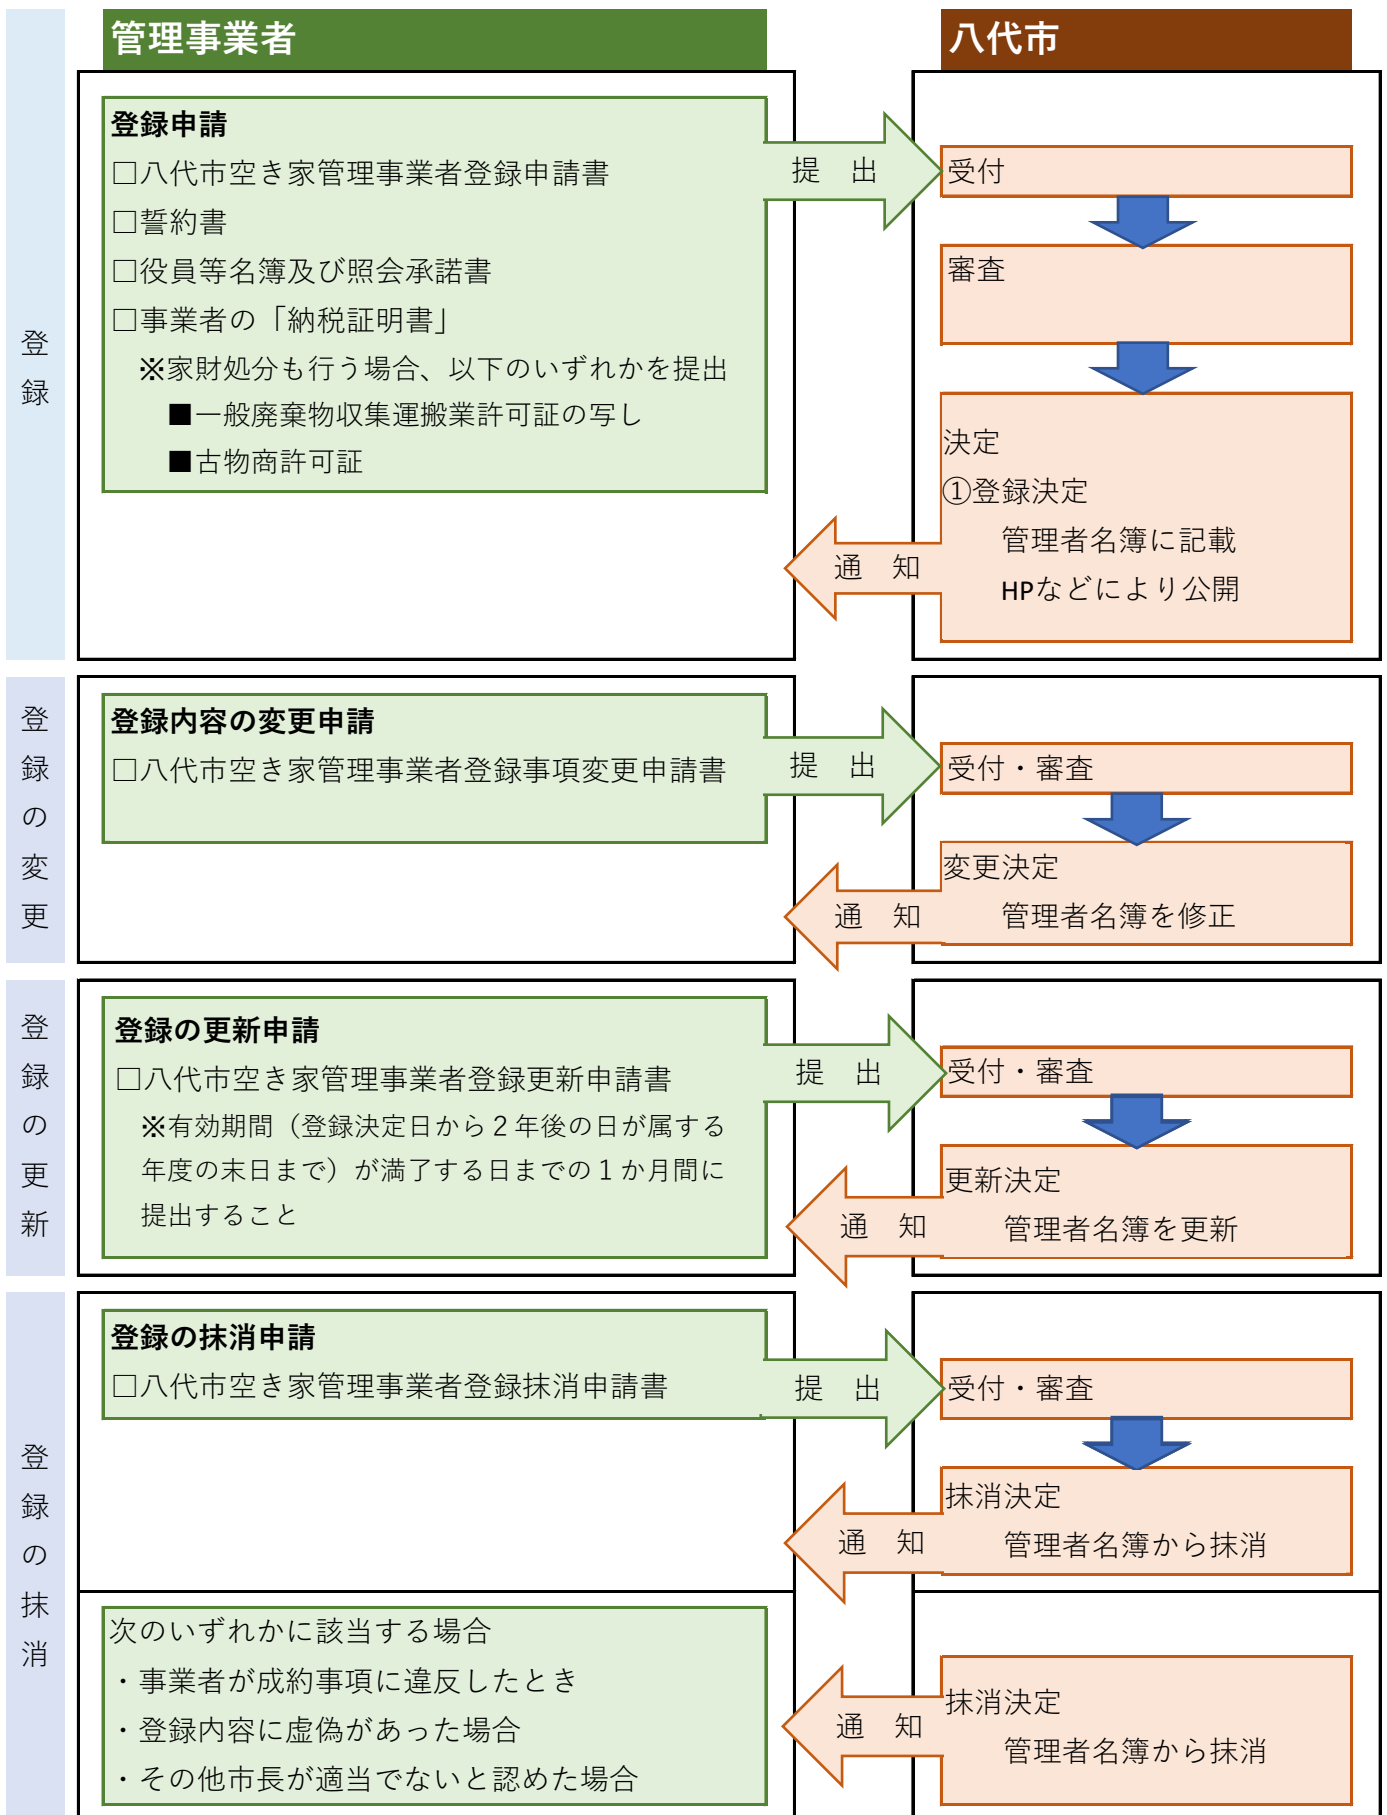 管理事業者
八代市
登録
登録申請
□八代市空き家管理事業者登録申請書
□誓約書
□役員等名簿及び照会承諾書
□事業者の「納税証明書」
※家財処分も行う場合、以下のいずれかを提出
■一般廃棄物収集運搬業許可証の写し
■古物商許可証
提　出
受付
審査
決定
①登録決定
管理者名簿に記載
HPなどにより公開
通　知
登録の変更
登録内容の変更申請
□八代市空き家管理事業者登録事項変更申請書
提　出
受付・審査
変更決定
管理者名簿を修正
通　知
登録の更新
登録の更新申請
□八代市空き家管理事業者登録更新申請書
※有効期間（登録決定日から２年後の日が属する
年度の末日まで）が満了する日までの１か月間に
提出すること
提　出
受付・審査
更新決定
管理者名簿を更新
通　知
登録の抹消
登録の抹消申請
□八代市空き家管理事業者登録抹消申請書
提　出
受付・審査
抹消決定
管理者名簿から抹消
通　知
次のいずれかに該当する場合
・事業者が成約事項に違反したとき
・登録内容に虚偽があった場合
・その他市長が適当でないと認めた場合
通　知
抹消決定
管理者名簿から抹消